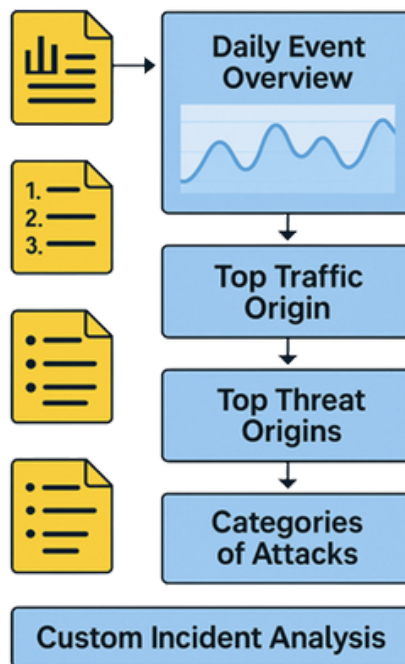 Daily Event
Overview
1.
2.
3.
Top Traffic
Origin
Top Threat
Origins
Categories
of Attacks
Custom Incident Analysis